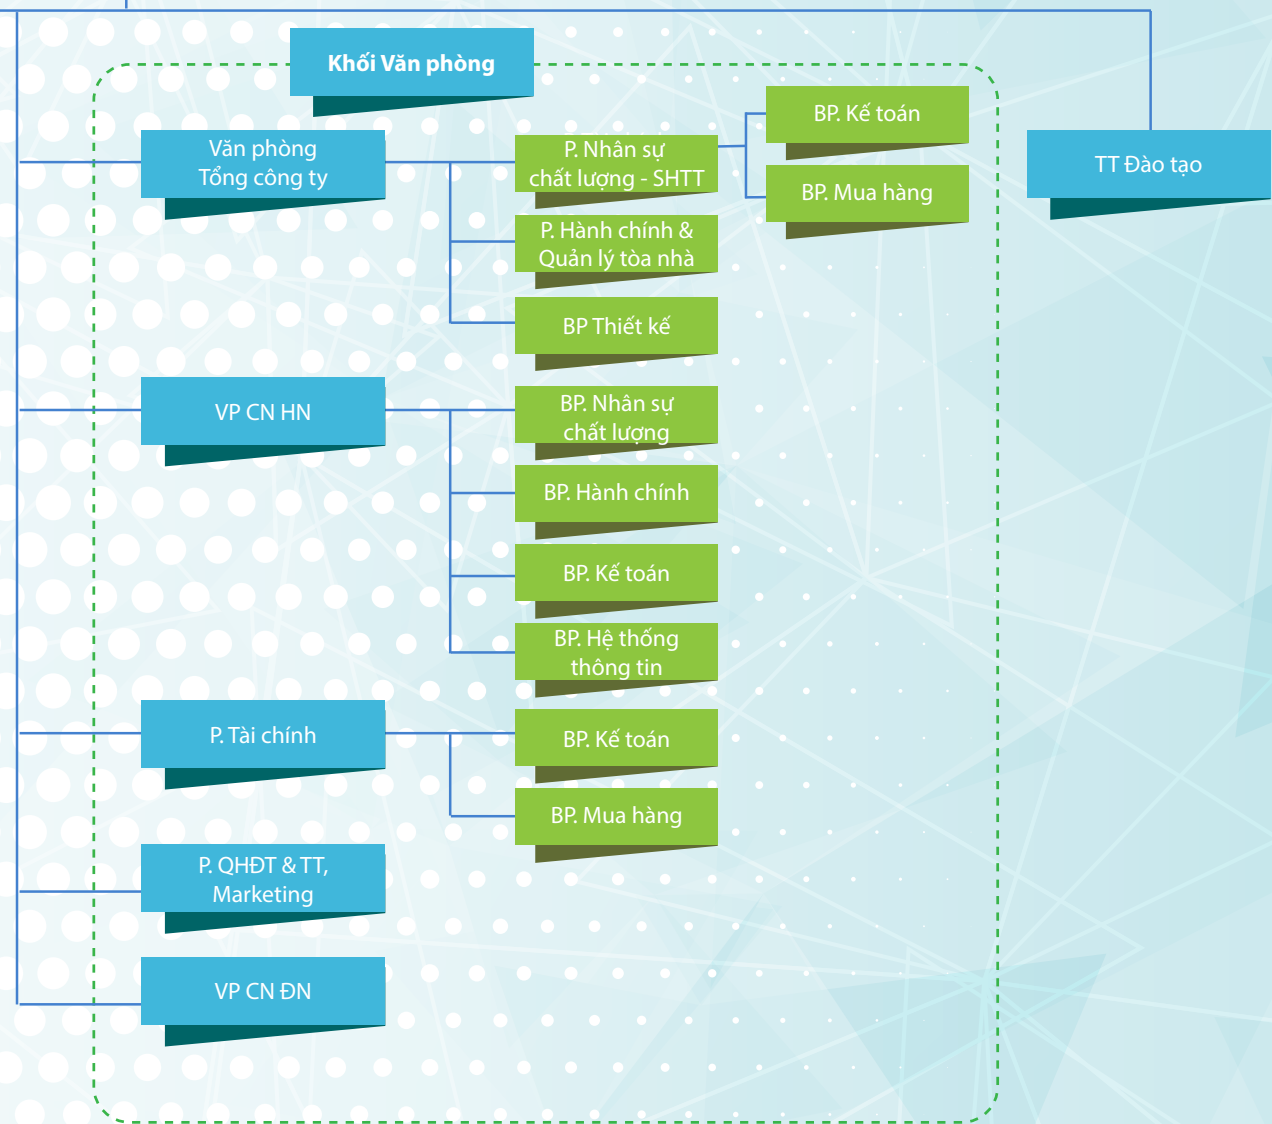 Khối Văn phòng
Văn phòng
Tổng công ty
P. Nhân sự
chất lượng - SHTT
BP. Kế toán
BP. Mua hàng
TT Đào tạo
P. Hành chính &
Quản lý tòa nhà
BP Thiết kế
VP CN HN
BP. Nhân sự
chất lượng
BP. Hành chính
BP. Kế toán
BP. Hệ thống
thông tin
P. Tài chính
BP. Kế toán
BP. Mua hàng
P. QHĐT & TT,
Marketing
VP CN ĐN